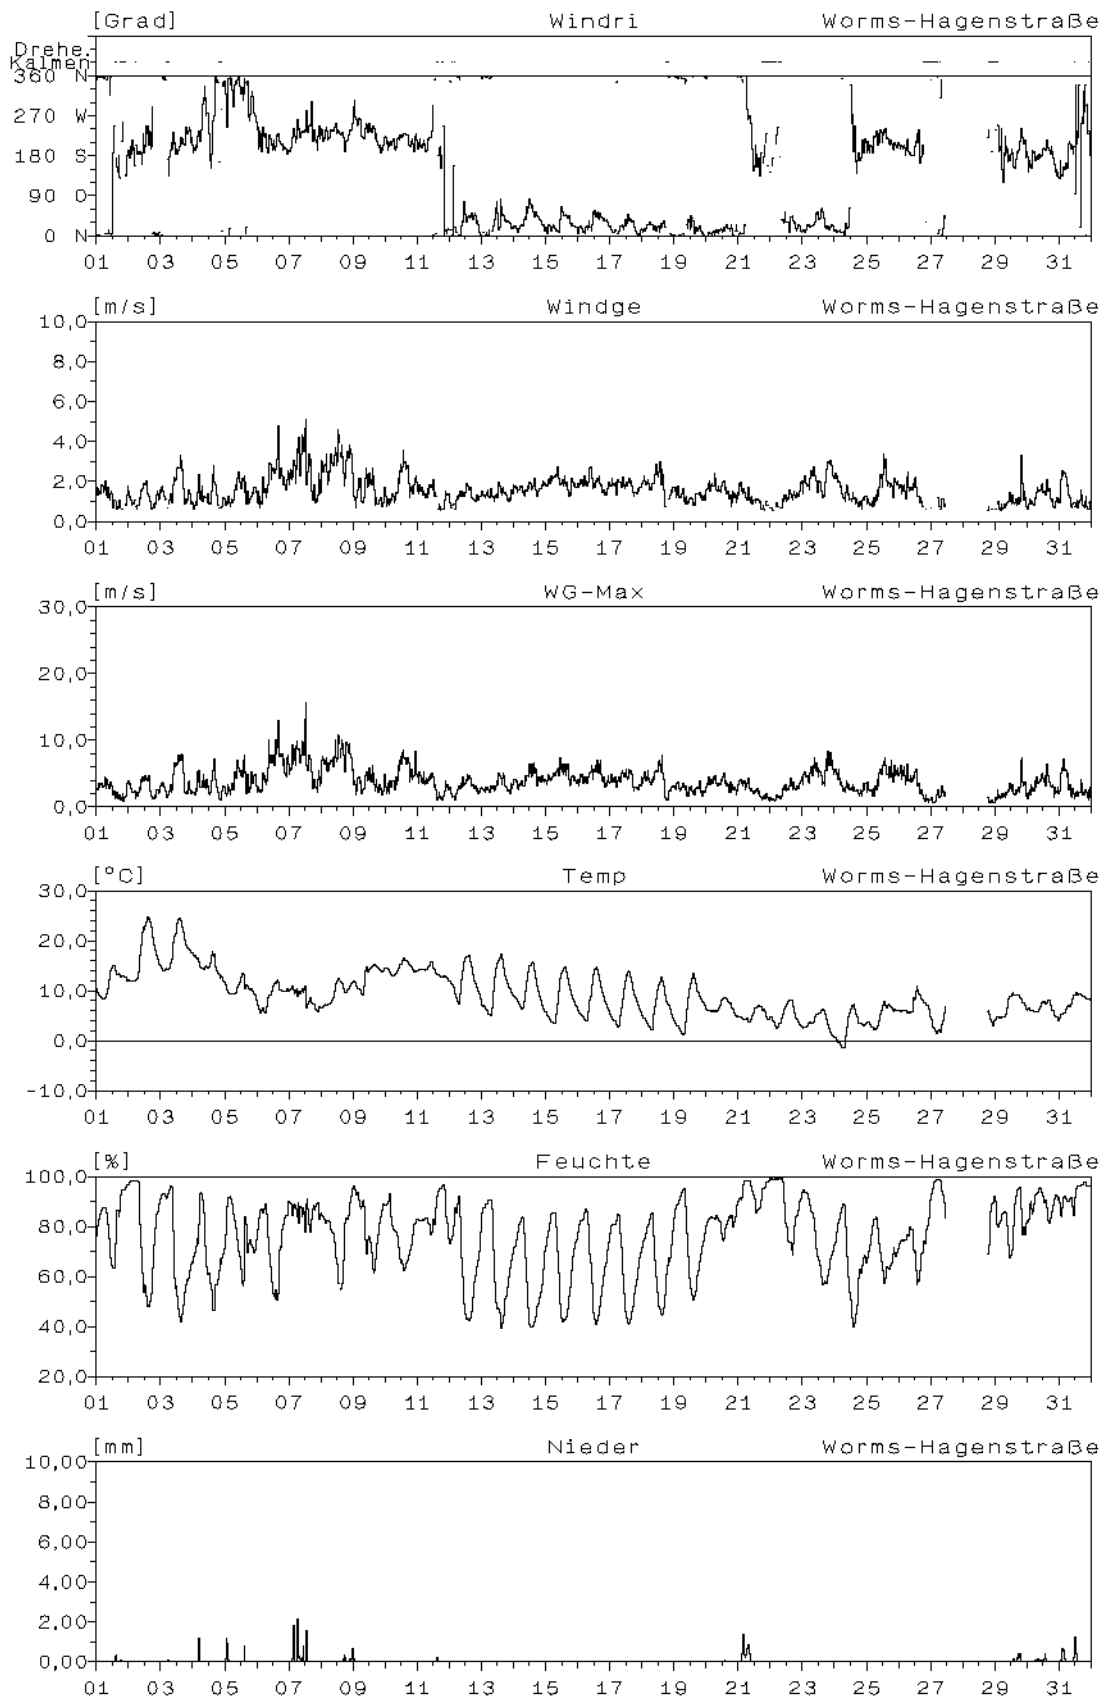 [Grad] Windri Worms-Hagenstraße
Drehe.
Kalmen
360 N
270 W
180 S
90 O
0 N
01 03 05 07 09 11 13 15 17 19 21 23 25 27 29 31
[m/s] Windge Worms-Hagenstraße
10,0
8,0
6,0
4,0
2,0
0,0
01 03 05 07 09 11 13 15 17 19 21 23 25 27 29 31
[m/s] WG-Max Worms-Hagenstraße
30,0
20,0
10,0
0,0
01 03 05 07 09 11 13 15 17 19 21 23 25 27 29 31
[°C] Temp Worms-Hagenstraße
30,0
20,0
10,0
0,0
-10,0
01 03 05 07 09 11 13 15 17 19 21 23 25 27 29 31
[%] Feuchte Worms-Hagenstraße
100,0
80,0
60,0
40,0
20,0
01 03 05 07 09 11 13 15 17 19 21 23 25 27 29 31
[mm] Nieder Worms-Hagenstraße
10,00
8,00
6,00
4,00
2,00
0,00
01 03 05 07 09 11 13 15 17 19 21 23 25 27 29 31